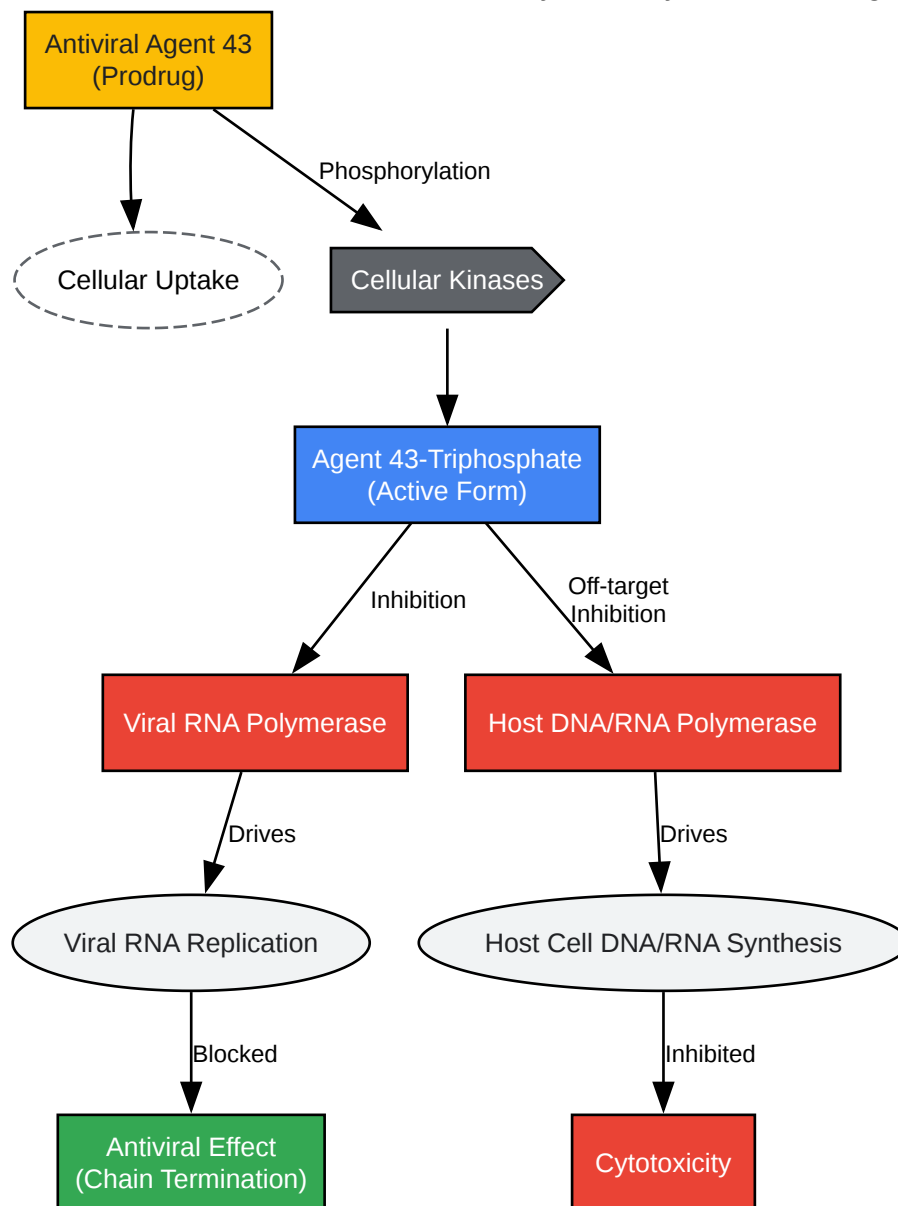 Antiviral Agent 43
(Prodrug)
Phosphorylation
Cellular Uptake
Cellular Kinases
Agent 43-Triphosphate
(Active Form)
Inhibition
Off-target
Inhibition
Viral RNA Polymerase
Host DNA/RNA Polymerase
Drives
Drives
Viral RNA Replication
Host Cell DNA/RNA Synthesis
Blocked
Inhibited
Antiviral Effect
(Chain Termination)
Cytotoxicity